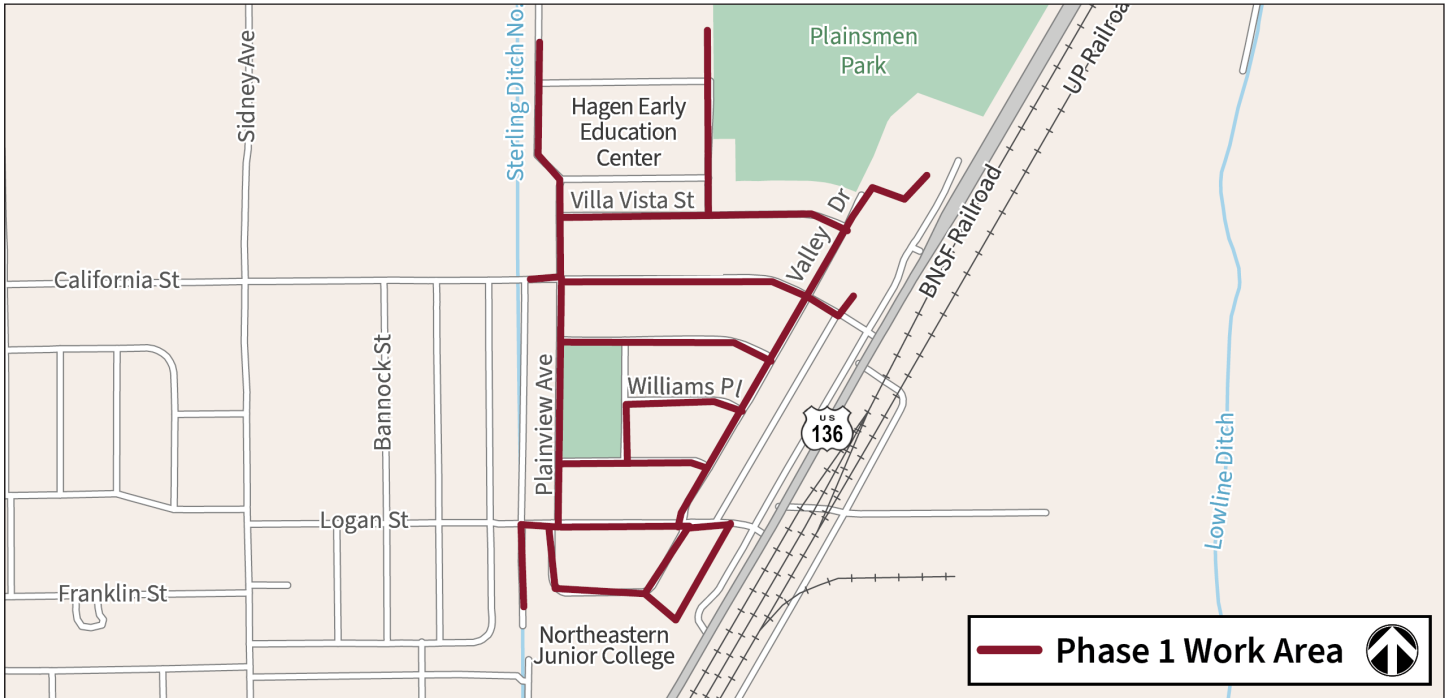 Plainsmen
Park
UP Railroa
Sidney Ave
Sterling Ditch No.
Hagen Early
Education
Center
Villa Vista St
Valley Dr
BNSF Railroad
California St
Bannock St
Plainview Ave
Williams Pl
US
136
Lowline Ditch
Logan St
Franklin St
Northeastern
Junior College
Phase 1 Work Area